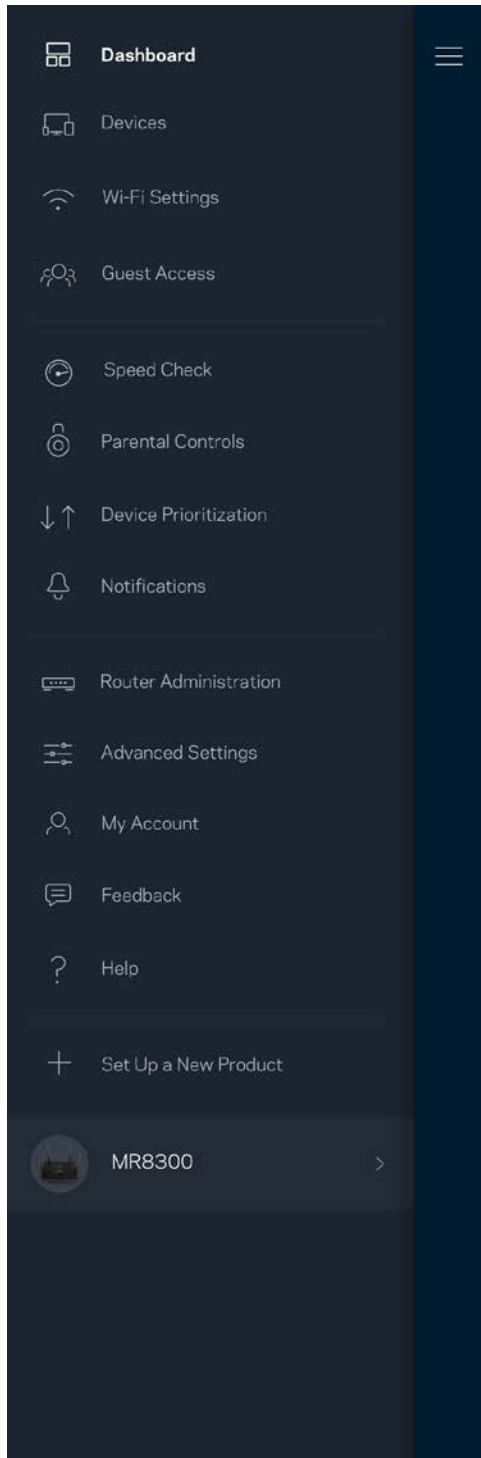 Dashboard
Devices
Wi-Fi Settings
Guest Access
Speed Check
Parental Controls
Device Prioritization
Notifications
Router Administration
Advanced Settings
My Account
Feedback
Help
Set Up a New Product
MR8300